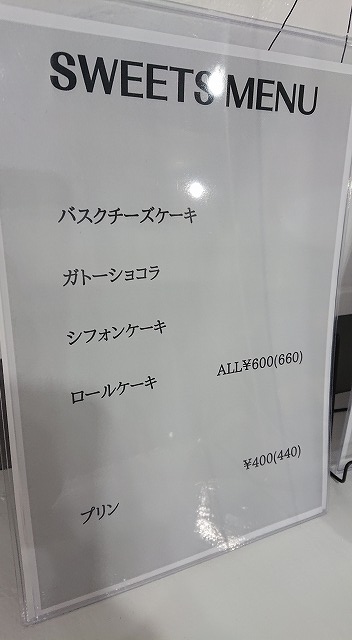 SWEETS MENU
バスクチーズケーキ
ガトーショコラ
シフォンケーキ
ロールケーキ ALL¥600(660)
プリン ¥400(440)